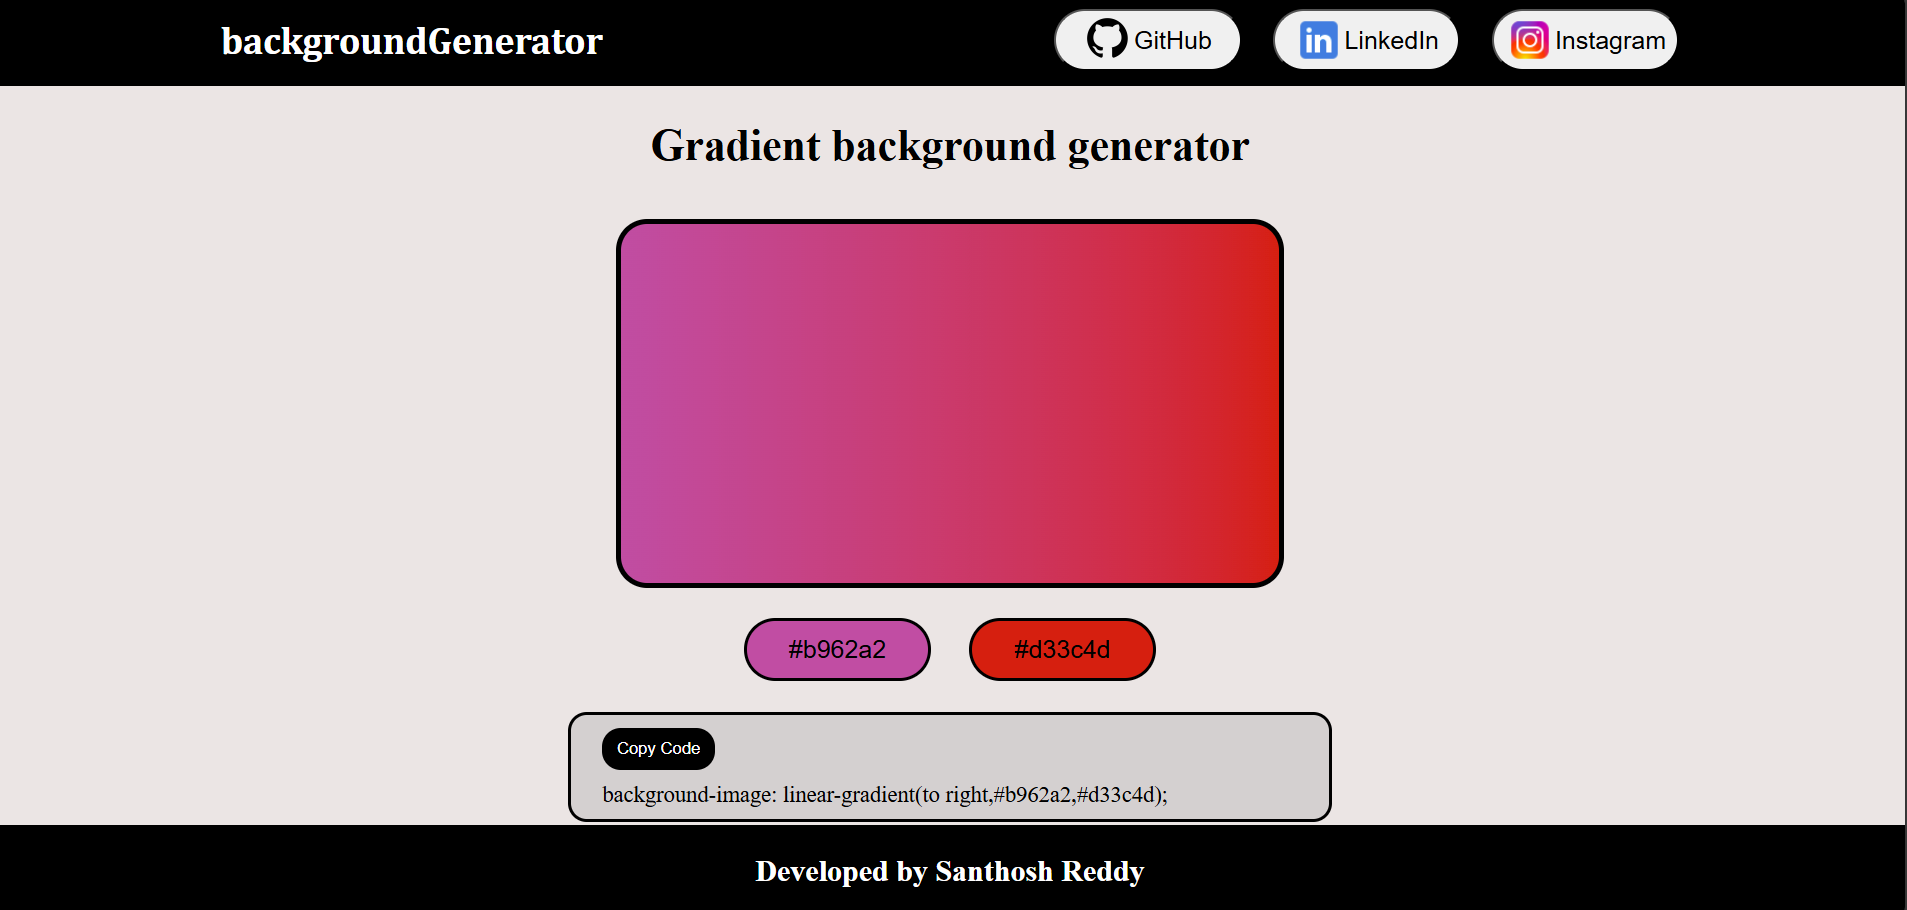 backgroundGenerator
GitHub
LinkedIn
Instagram
Gradient background generator
#b962a2
#d33c4d
Copy Code
background-image: linear-gradient(to right,#b962a2,#d33c4d);
Developed by Santhosh Reddy